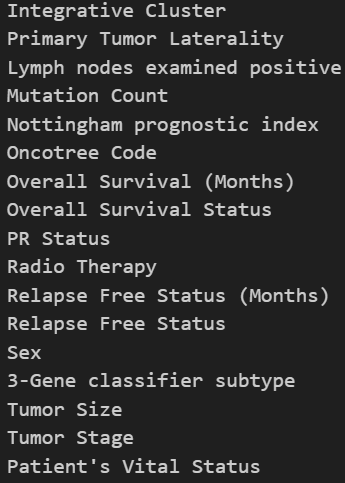 Integrative Cluster
Primary Tumor Laterality
Lymph nodes examined positive
Mutation Count
Nottingham prognostic index
Oncotree Code
Overall Survival (Months)
Overall Survival Status
PR Status
Radio Therapy
Relapse Free Status (Months)
Relapse Free Status
Sex
3-Gene classifier subtype
Tumor Size
Tumor Stage
Patient's Vital Status